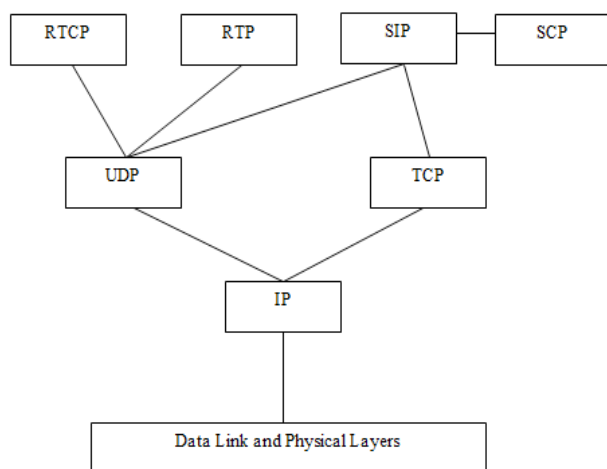 RTCP
RTP
SIP
SCP
UDP
TCP
IP
Data Link and Physical Layers